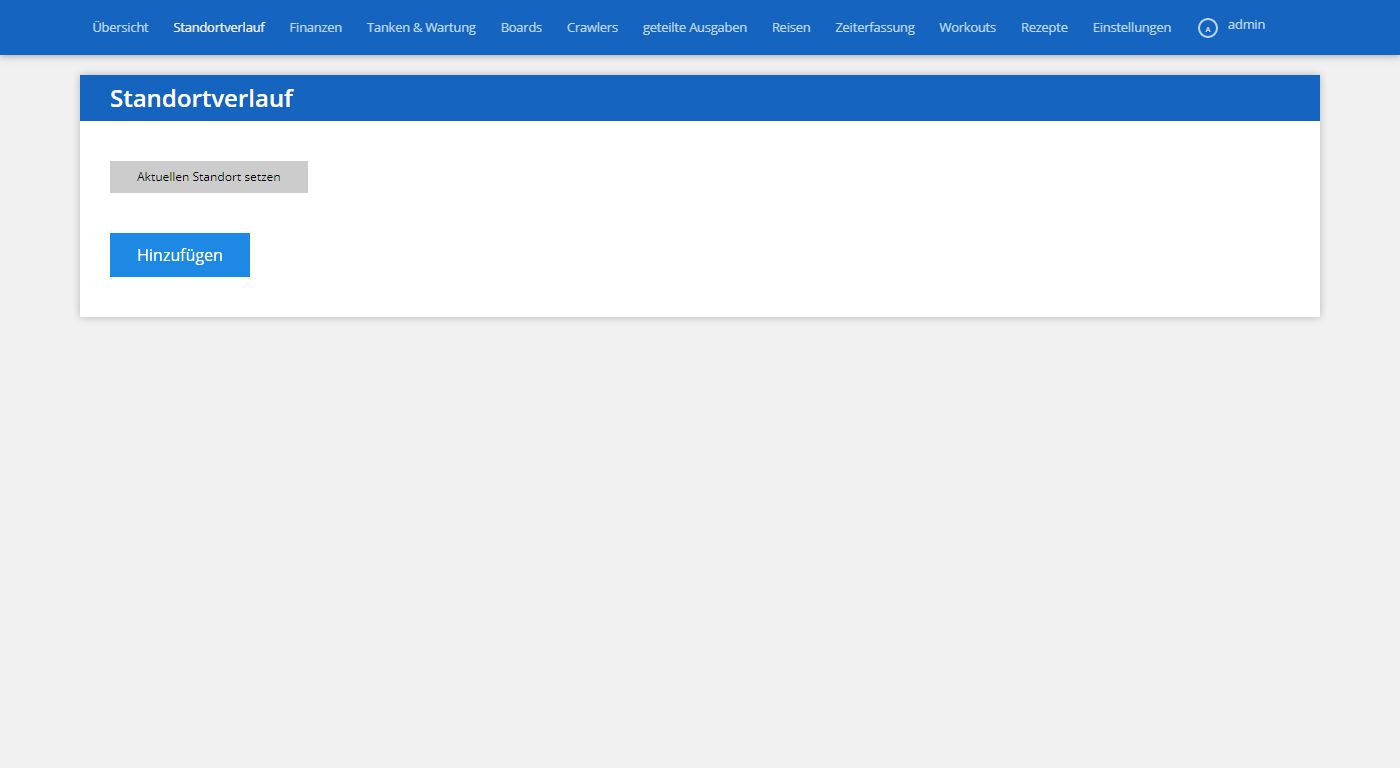 Übersicht Standortverlauf Finanzen Tanken & Wartung Boards Crawlers geteilte Ausgaben Reisen Zeiterfassung Workouts Rezepte Einstellungen A admin
Standortverlauf
Aktuellen Standort setzen
Hinzufügen